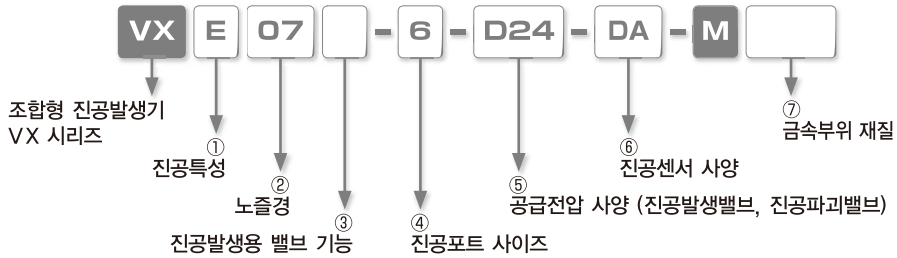 VX E 07 - 6 - D24 - DA - M
조합형 진공발생기
VX 시리즈
①
진공특성
②
노즐경
③
진공발생용 밸브 기능
④
진공포트 사이즈
⑤
공급전압 사양 (진공발생밸브, 진공파괴밸브)
⑥
진공센서 사양
⑦
금속부위 재질